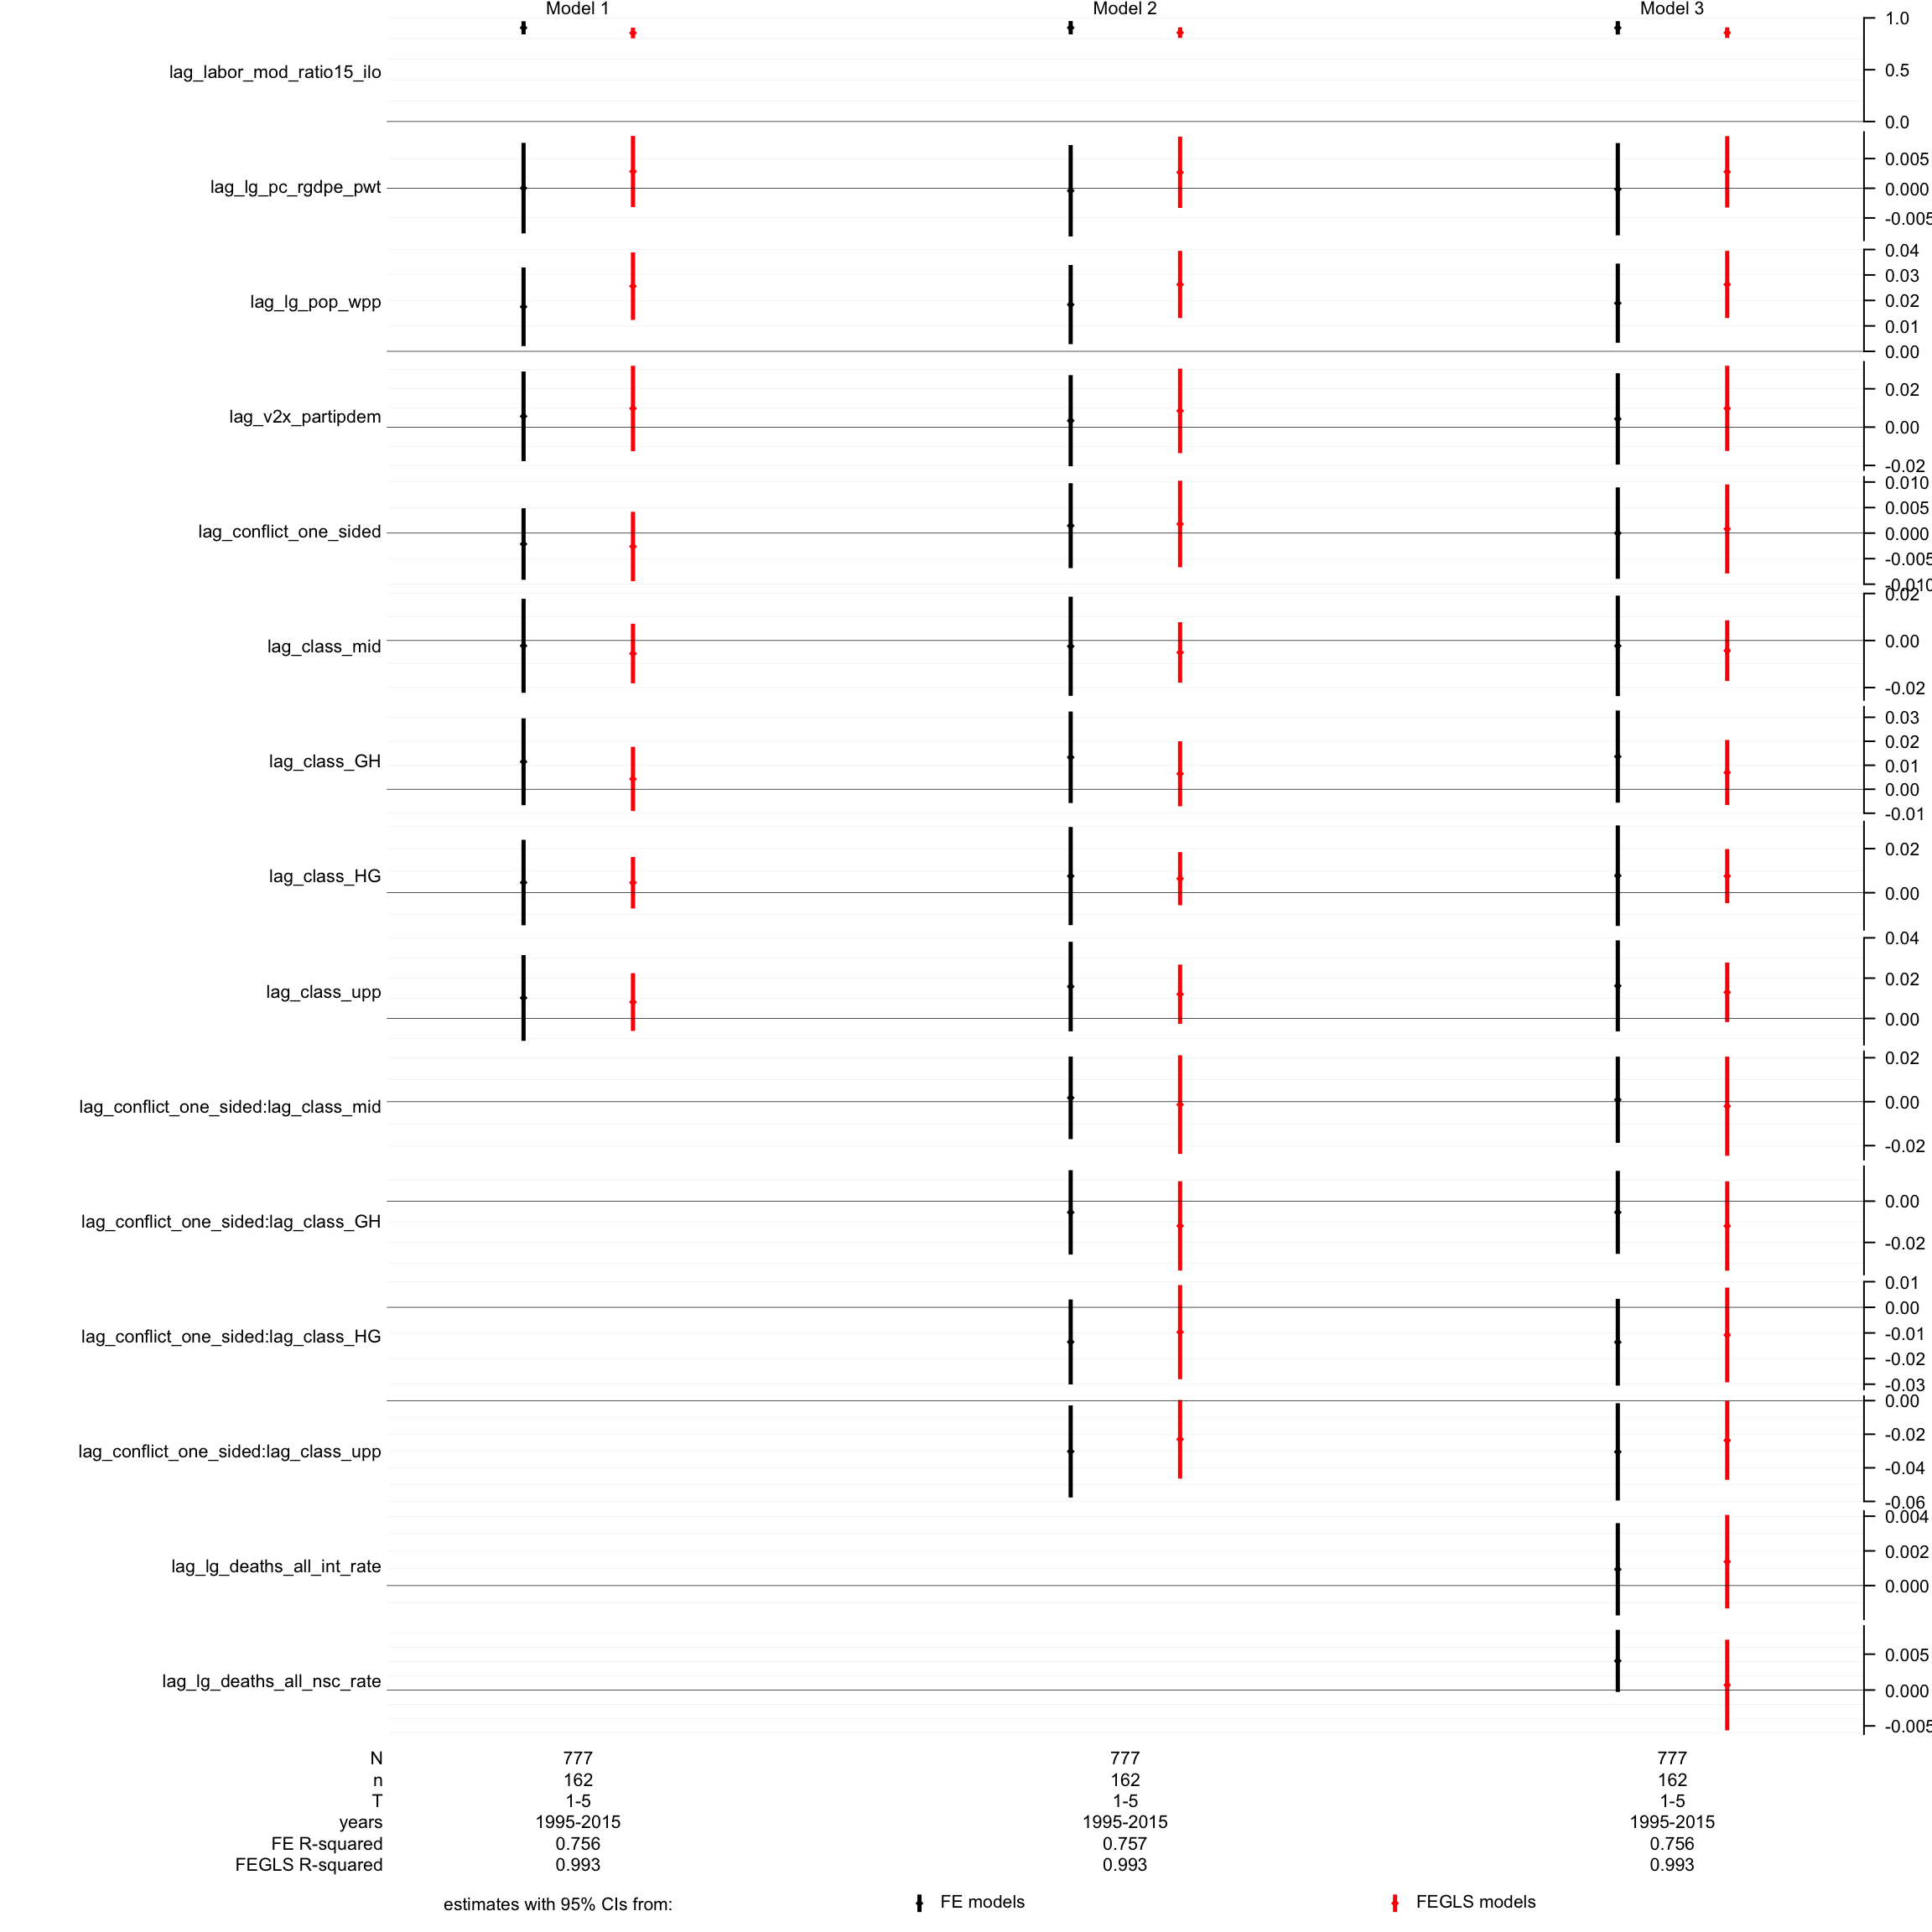 Model 1 Model 2 Model 3
lag_labor_mod_ratio15_ilo 1.0 0.5 0.0
lag_lg_pc_rgdpe_pwt 0.005 0.000 -0.005
lag_lg_pop_wpp 0.04 0.03 0.02 0.01 0.00
lag_v2x_partipdem 0.02 0.00 -0.02
lag_conflict_one_sided 0.010 0.005 0.000 -0.005 -0.010
lag_class_mid 0.02 0.00 -0.02
lag_class_GH 0.03 0.02 0.01 0.00 -0.01
lag_class_HG 0.02 0.00
lag_class_upp 0.04 0.02 0.00
lag_conflict_one_sided:lag_class_mid 0.02 0.00 -0.02
lag_conflict_one_sided:lag_class_GH 0.00 -0.02
lag_conflict_one_sided:lag_class_HG 0.01 0.00 -0.01 -0.02 -0.03
lag_conflict_one_sided:lag_class_upp 0.00 -0.02 -0.04 -0.06
lag_lg_deaths_all_int_rate 0.004 0.002 0.000
lag_lg_deaths_all_nsc_rate 0.005 0.000 -0.005
N 777 777 777
n 162 162 162
T 1-5 1-5 1-5
years 1995-2015 1995-2015 1995-2015
FE R-squared 0.756 0.757 0.756
FEGLS R-squared 0.993 0.993 0.993
estimates with 95% CIs from: FE models FEGLS models